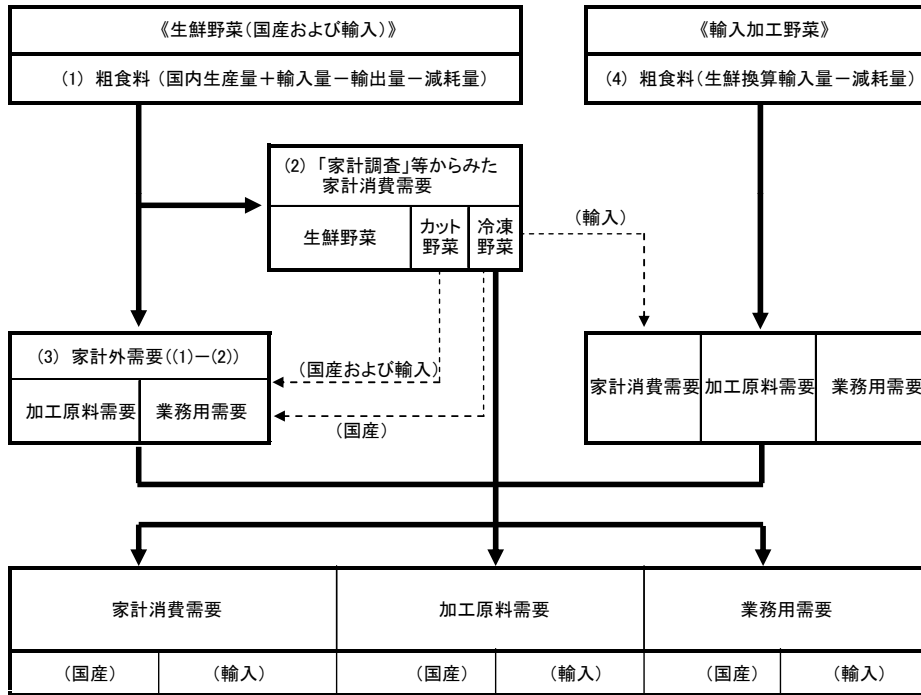 《生鮮野菜(国産および輸入)》
(1) 粗食料 (国内生産量+輸入量-輸出量-減耗量)
《輸入加工野菜》
(4) 粗食料(生鮮換算輸入量-減耗量)
(2) 「家計調査」等からみた
家計消費需要
生鮮野菜
カット
野菜
冷凍
野菜
(輸入)
(3) 家計外需要((1)-(2))
加工原料需要
業務用需要
(国産および輸入)
(国産)
家計消費需要
加工原料需要
業務用需要
家計消費需要
加工原料需要
業務用需要
(国産)
(輸入)
(国産)
(輸入)
(国産)
(輸入)